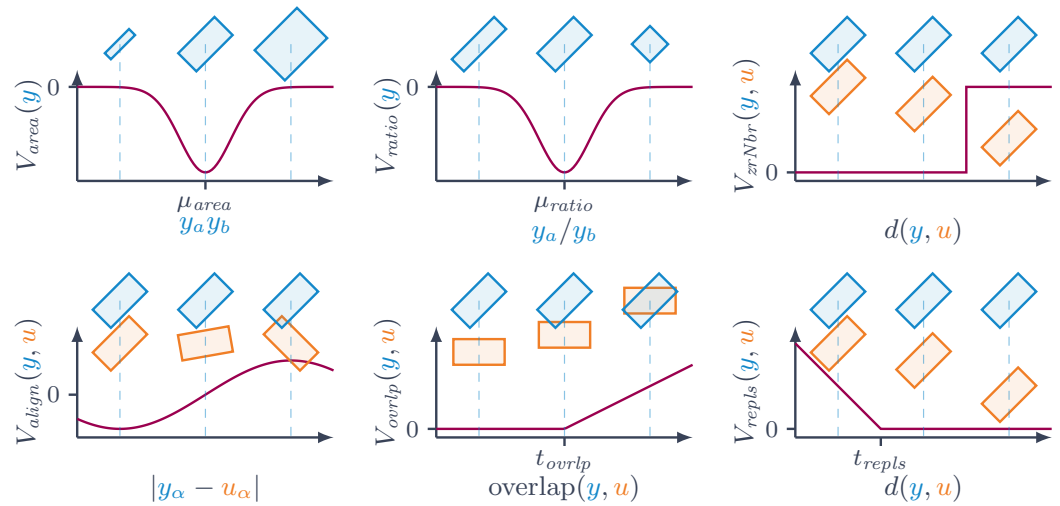 V_area(y)
0
μ_area
y_a y_b
V_ratio(y)
0
μ_ratio
y_a/y_b
V_zrNbr(y, u)
0
d(y, u)
V_align(y, u)
0
|y_α − u_α|
V_ovrlp(y, u)
0
t_ovrlp
overlap(y, u)
V_repls(y, u)
0
t_repls
d(y, u)